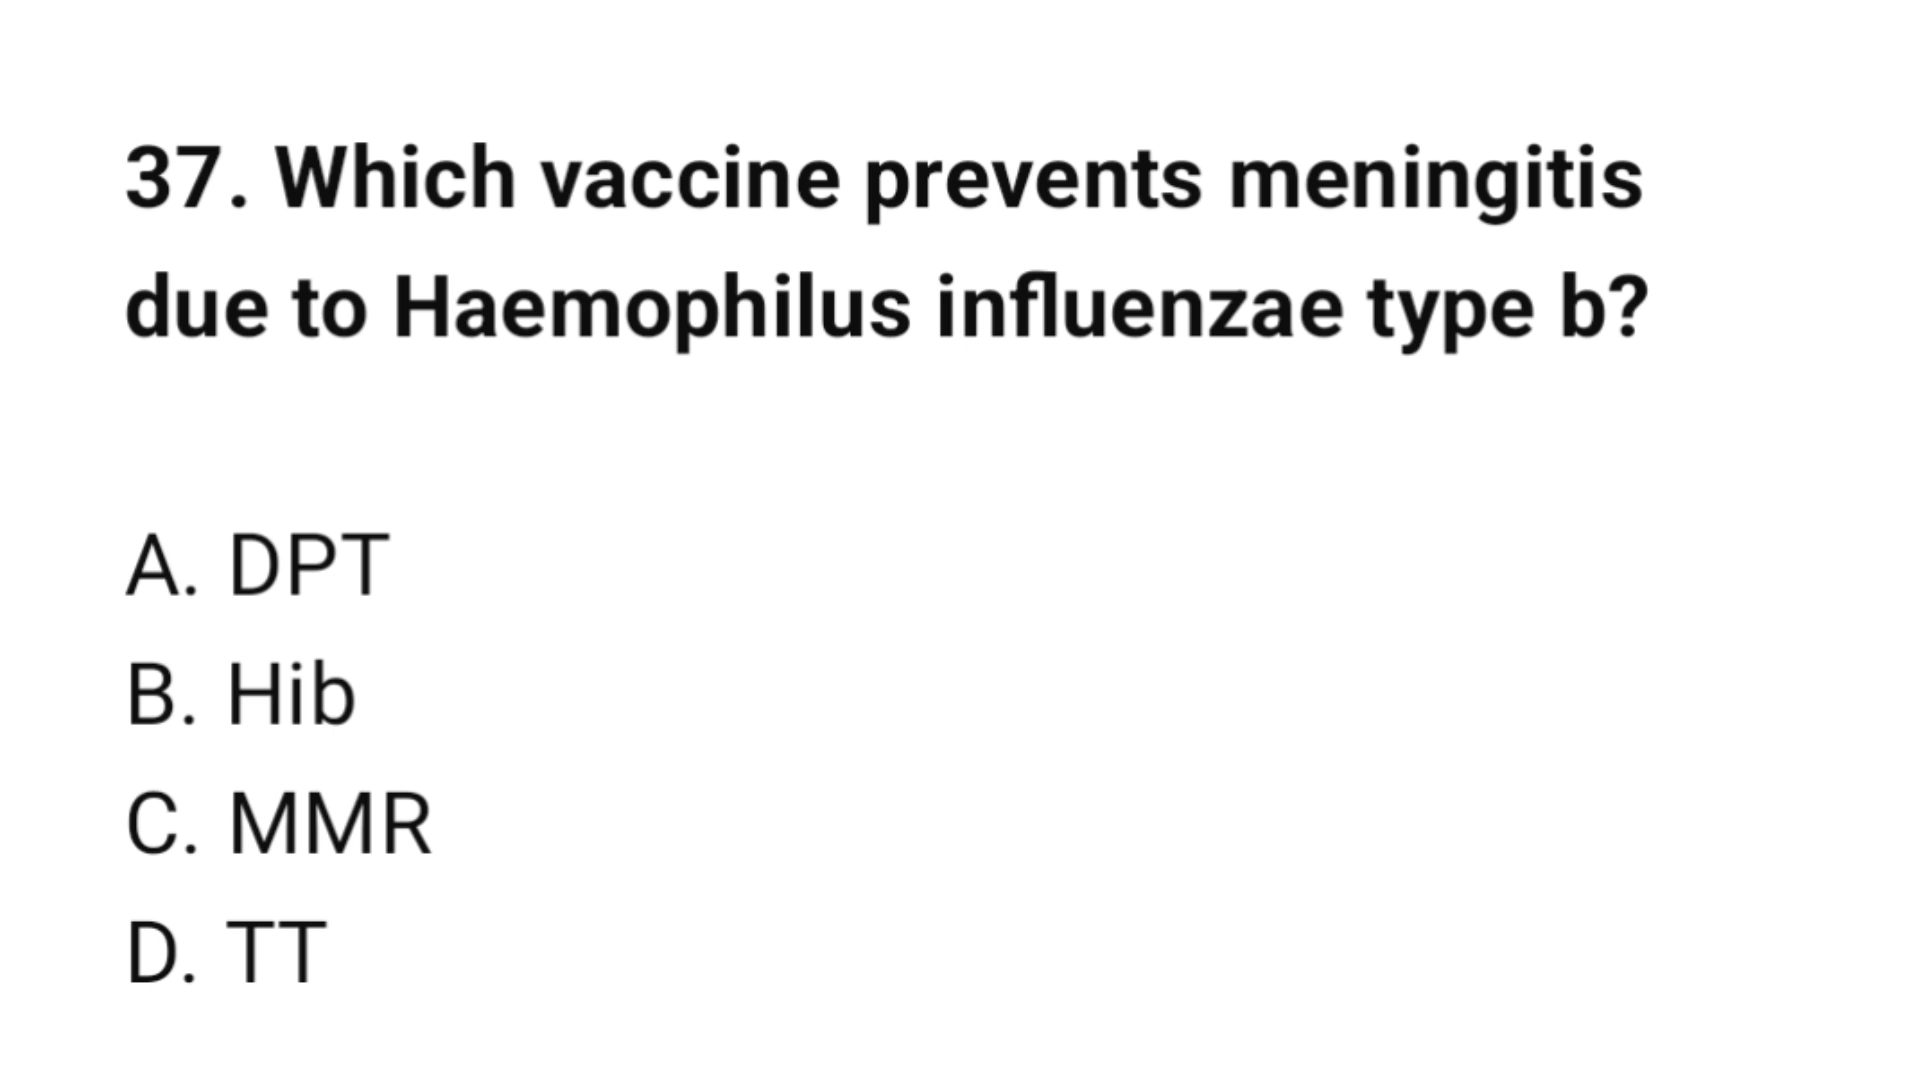 37. Which vaccine prevents meningitis
due to Haemophilus influenzae type b?
A. DPT
B. Hib
C. MMR
D. TT